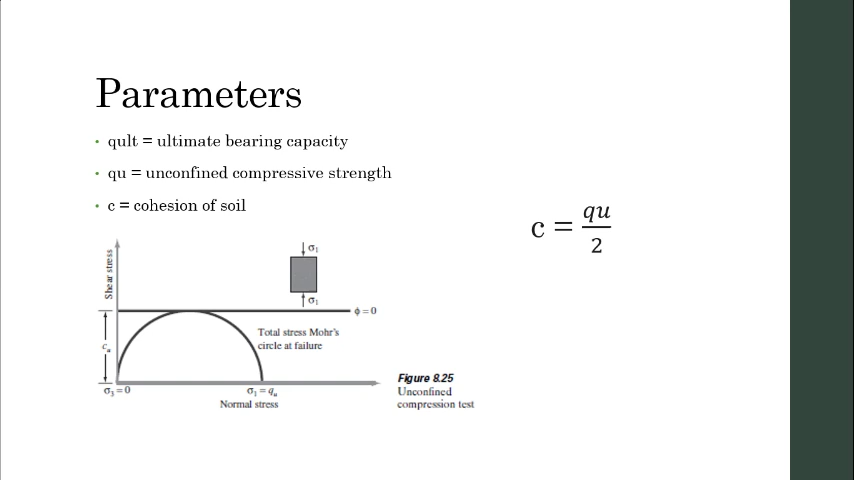 Parameters
• qult = ultimate bearing capacity
• qu = unconfined compressive strength
• c = cohesion of soil
c = qu/2
Shear stress
σ₁
σ₁
ϕ = 0
Total stress Mohr's
circle at failure
cᵤ
σ₃ = 0
σ₁ = qᵤ
Normal stress
Figure 8.25
Unconfined
compression test